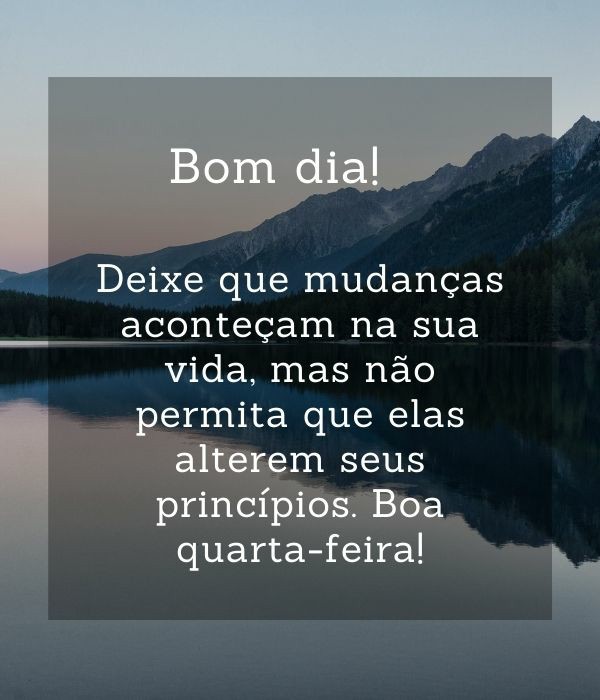 Bom dia!
Deixe que mudanças
aconteçam na sua
vida, mas não
permita que elas
alterem seus
princípios. Boa
quarta-feira!